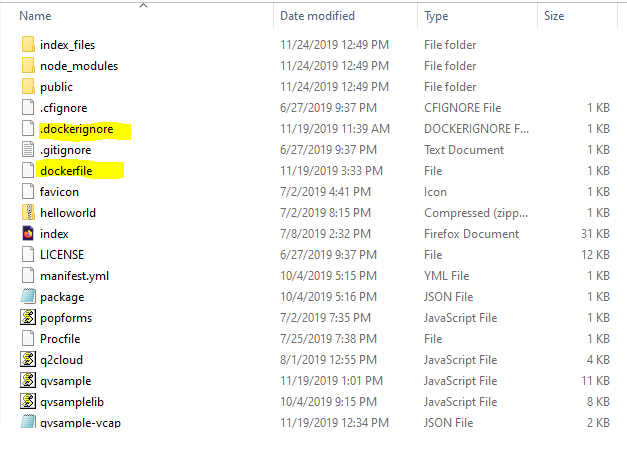 Name Date modified Type Size
index_files 11/24/2019 12:49 PM File folder
node_modules 11/24/2019 12:49 PM File folder
public 11/24/2019 12:49 PM File folder
.cfignore 6/27/2019 9:37 PM CFIGNORE File 1 KB
.dockerignore 11/19/2019 11:39 AM DOCKERIGNORE F... 1 KB
.gitignore 6/27/2019 9:37 PM Text Document 1 KB
dockerfile 11/19/2019 3:33 PM File 1 KB
favicon 7/2/2019 4:41 PM Icon 1 KB
helloworld 7/2/2019 8:15 PM Compressed (zipp... 1 KB
index 7/8/2019 2:32 PM Firefox Document 31 KB
LICENSE 6/27/2019 9:37 PM File 12 KB
manifest.yml 10/4/2019 5:15 PM YML File 1 KB
package 10/4/2019 5:16 PM JSON File 1 KB
popforms 7/2/2019 7:35 PM JavaScript File 1 KB
Procfile 7/25/2019 7:38 PM File 1 KB
q2cloud 8/1/2019 12:55 PM JavaScript File 4 KB
qvsample 11/19/2019 1:01 PM JavaScript File 11 KB
qvsamplelib 10/4/2019 9:15 PM JavaScript File 8 KB
qvsample-vcap 11/19/2019 12:34 PM JSON File 2 KB